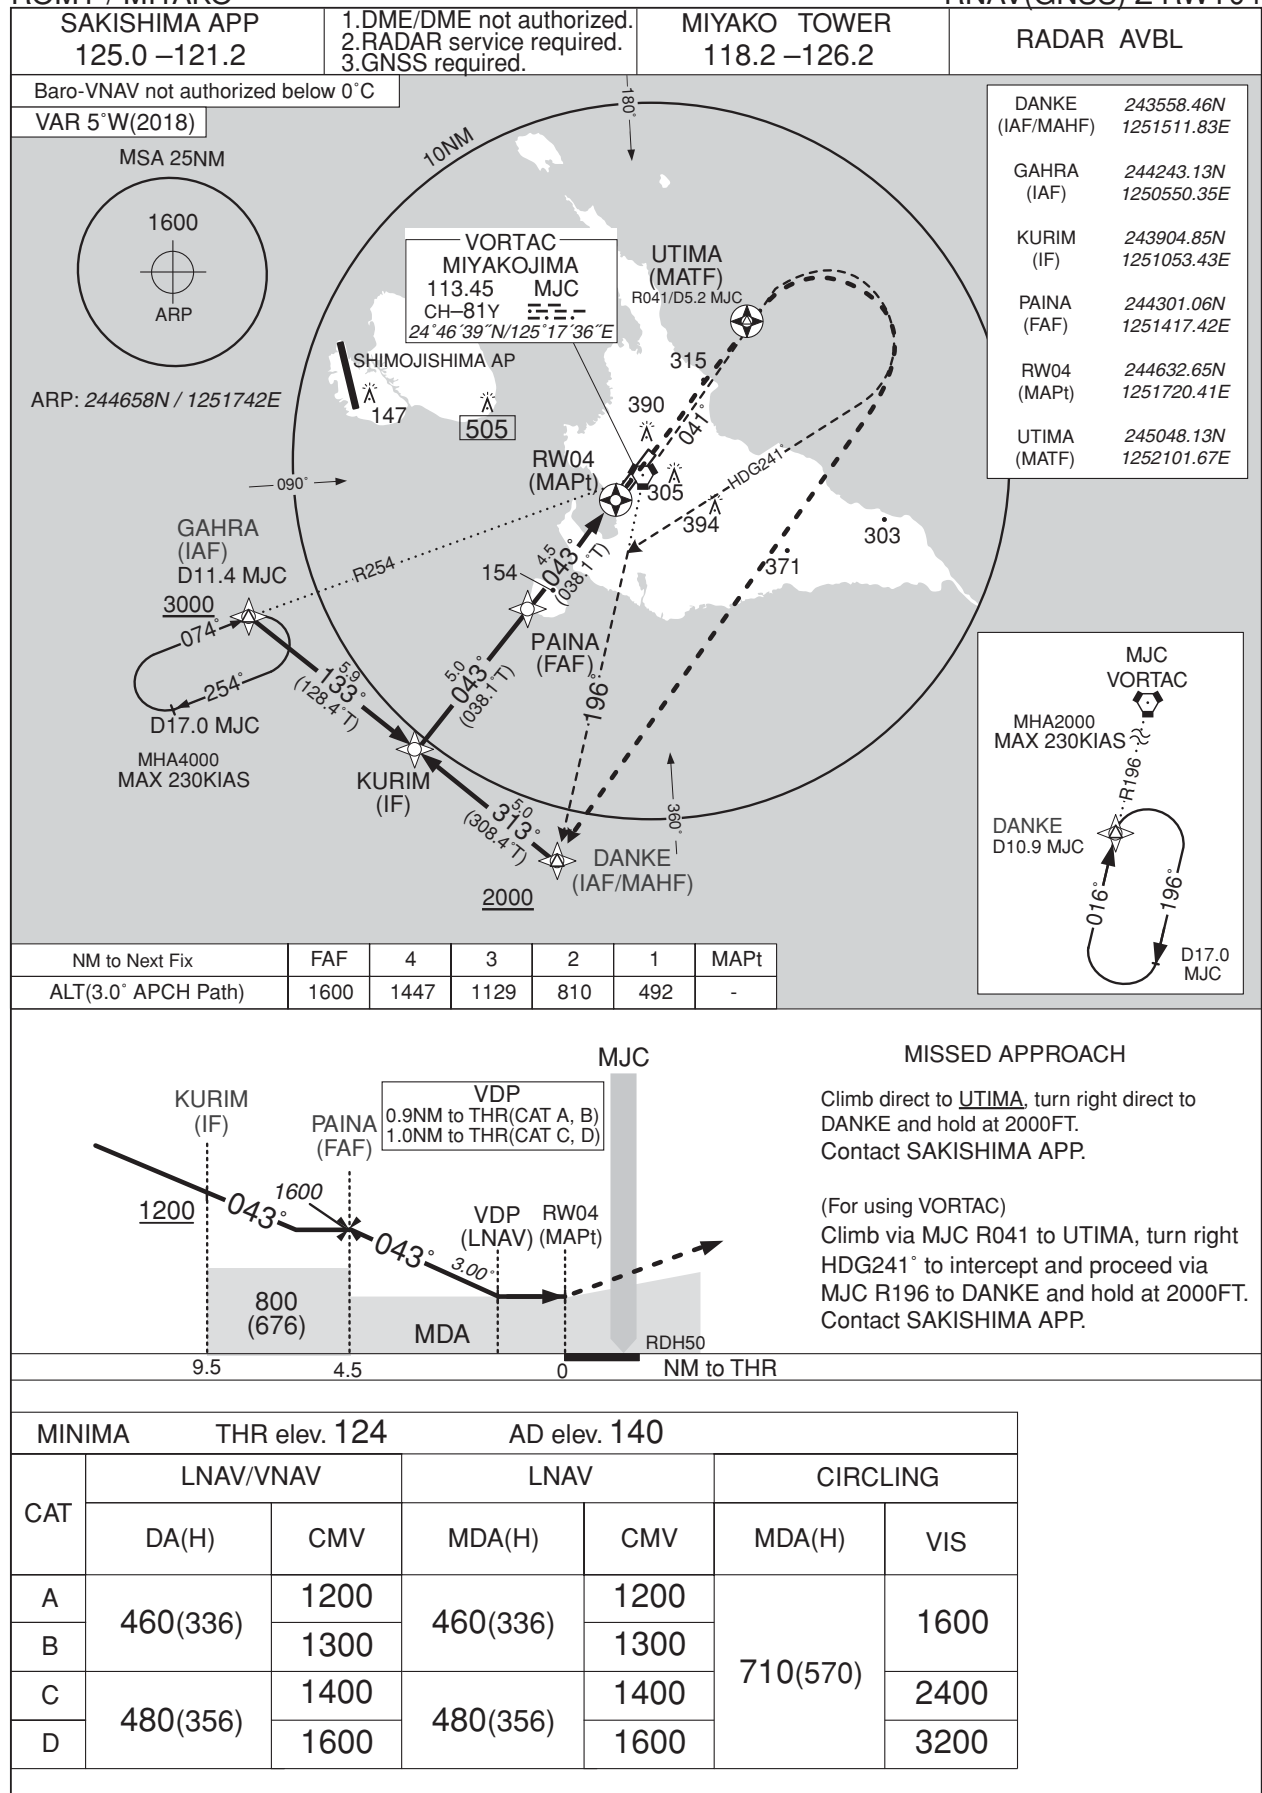 SAKISHIMA APP
125.0 –121.2
1.DME/DME not authorized.
2.RADAR service required.
3.GNSS required.
MIYAKO TOWER
118.2 –126.2
RADAR AVBL
Baro-VNAV not authorized below 0˚C
VAR 5˚W(2018)
MSA 25NM
1600
ARP
ARP: 244658N / 1251742E
10NM
180˚
DANKE 243558.46N
(IAF/MAHF) 1251511.83E
GAHRA 244243.13N
(IAF) 1250550.35E
KURIM 243904.85N
(IF) 1251053.43E
PAINA 244301.06N
(FAF) 1251417.42E
RW04 244632.65N
(MAPt) 1251720.41E
UTIMA 245048.13N
(MATF) 1252101.67E
VORTAC
MIYAKOJIMA
113.45 MJC
CH–81Y
24˚46´39˝N/125˚17´36˝E
UTIMA
(MATF)
R041/D5.2 MJC
SHIMOJISHIMA AP
147
505
315
390
041˚
RW04
(MAPt)
305
HDG241˚
394
303
371
090˚
GAHRA
(IAF)
D11.4 MJC
3000
R254
074˚
254˚
D17.0 MJC
MHA4000
MAX 230KIAS
5.9
133˚
(128.4˚T)
154
4.5
043˚
(038.1˚T)
PAINA
(FAF)
5.0
043˚
(038.1˚T)
196˚
KURIM
(IF)
5.0
313˚
(308.4˚T)
360˚
DANKE
(IAF/MAHF)
2000
MJC
VORTAC
MHA2000
MAX 230KIAS
R196
DANKE
D10.9 MJC
016˚
196˚
D17.0
MJC
NM to Next Fix FAF 4 3 2 1 MAPt
ALT(3.0˚ APCH Path) 1600 1447 1129 810 492 -
MJC
KURIM
(IF)
PAINA
(FAF)
VDP
0.9NM to THR(CAT A, B)
1.0NM to THR(CAT C, D)
1200
043˚
1600
043˚
3.00˚
VDP
(LNAV)
RW04
(MAPt)
800
(676)
MDA
RDH50
9.5 4.5 0 NM to THR
MISSED APPROACH
Climb direct to UTIMA, turn right direct to
DANKE and hold at 2000FT.
Contact SAKISHIMA APP.
(For using VORTAC)
Climb via MJC R041 to UTIMA, turn right
HDG241˚ to intercept and proceed via
MJC R196 to DANKE and hold at 2000FT.
Contact SAKISHIMA APP.
MINIMA THR elev. 124 AD elev. 140
CAT LNAV/VNAV LNAV CIRCLING
DA(H) CMV MDA(H) CMV MDA(H) VIS
A 460(336) 1200 460(336) 1200 710(570) 1600
B 1300 1300
C 480(356) 1400 480(356) 1400 2400
D 1600 1600 3200